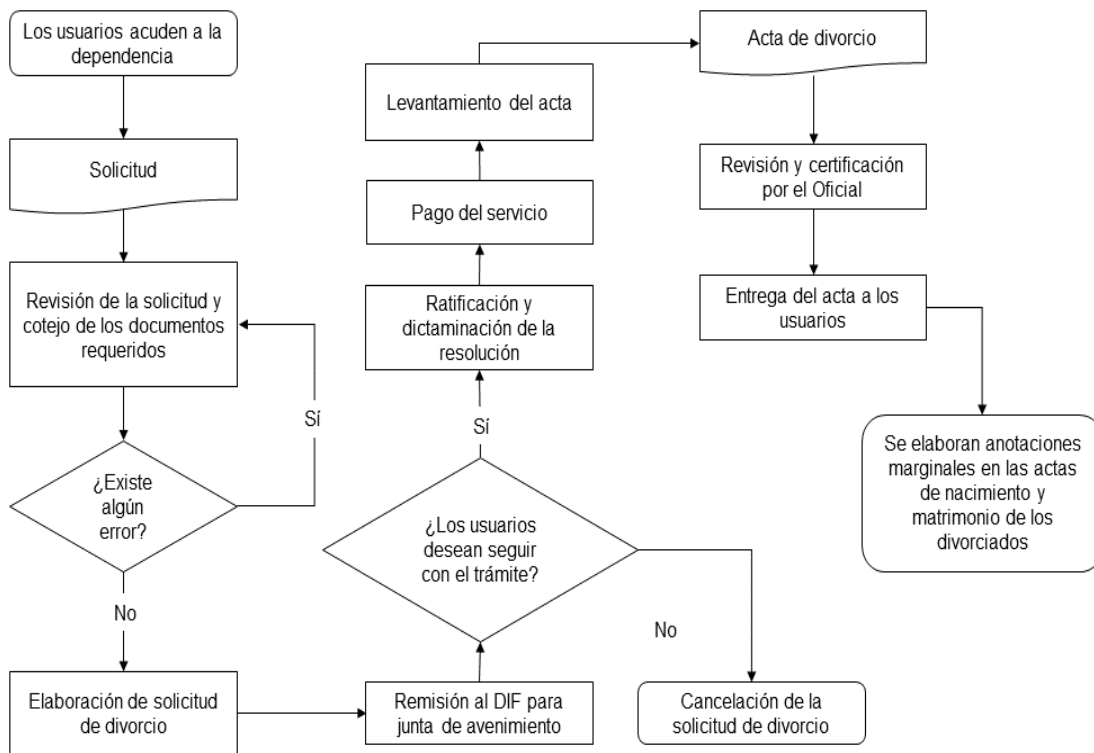 Los usuarios acuden a la
dependencia
Solicitud
Revisión de la solicitud y
cotejo de los documentos
requeridos
Sí
¿Existe
algún
error?
No
Elaboración de solicitud
de divorcio
Remisión al DIF para
junta de avenimiento
¿Los usuarios
desean seguir
con el trámite?
No
Cancelación de la
solicitud de divorcio
Sí
Ratificación y
dictaminación de la
resolución
Pago del servicio
Levantamiento del acta
Acta de divorcio
Revisión y certificación
por el Oficial
Entrega del acta a los
usuarios
Se elaboran anotaciones
marginales en las actas
de nacimiento y
matrimonio de los
divorciados